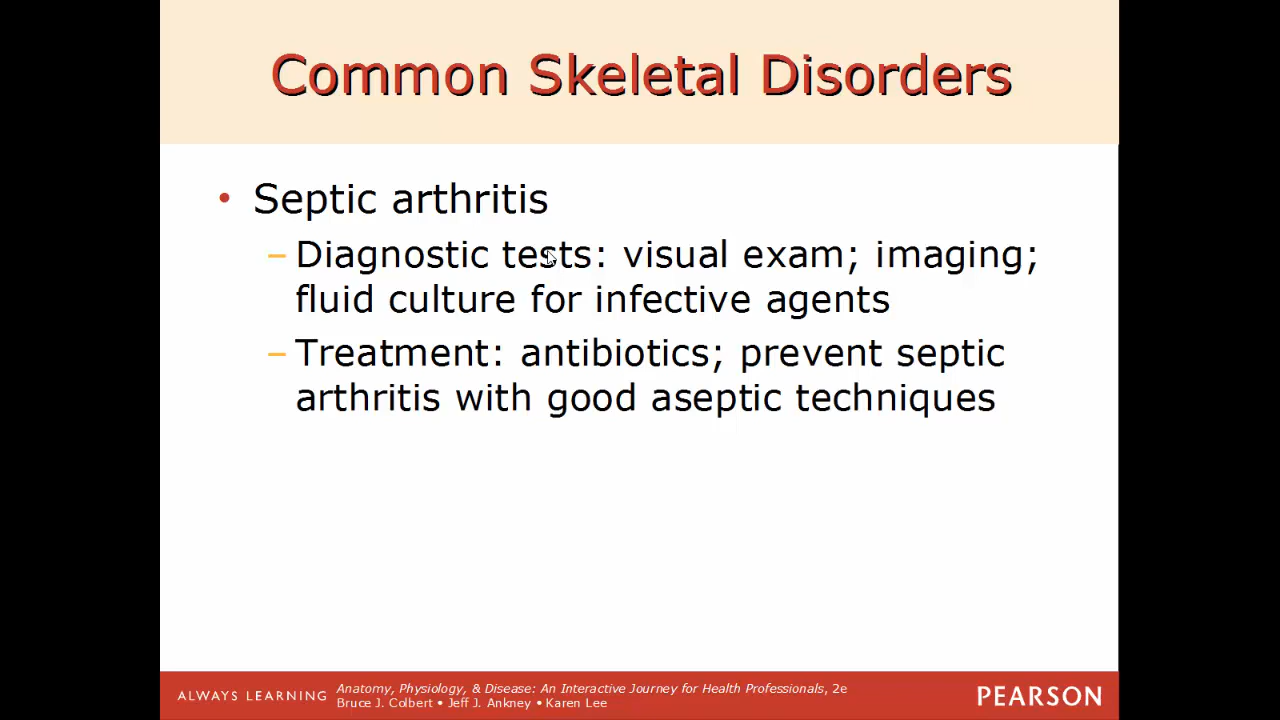 Common Skeletal Disorders
• Septic arthritis
– Diagnostic tests: visual exam; imaging;
fluid culture for infective agents
– Treatment: antibiotics; prevent septic
arthritis with good aseptic techniques
ALWAYS LEARNING
Anatomy, Physiology, & Disease: An Interactive Journey for Health Professionals, 2e
Bruce J. Colbert • Jeff J. Ankney • Karen Lee
PEARSON